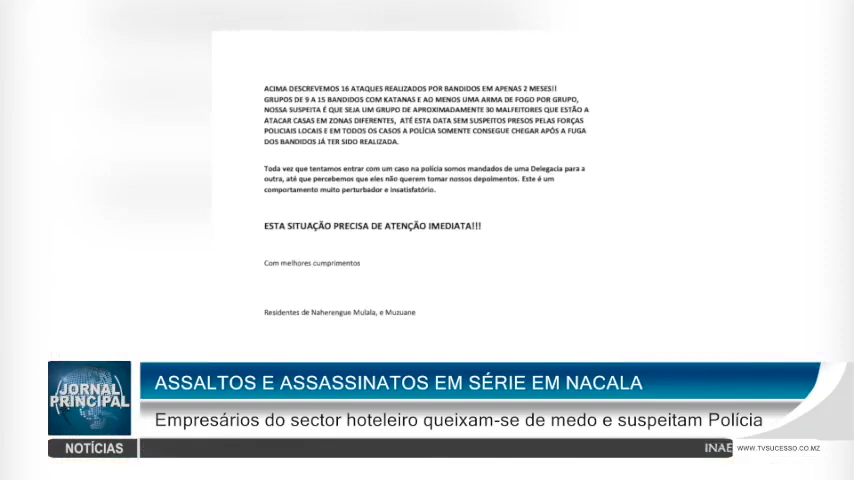 ACIMA DESCREVEMOS 16 ATAQUES REALIZADOS POR BANDIDOS EM APENAS 2 MESES!!
GRUPOS DE 9 A 15 BANDIDOS COM KATANAS E AO MENOS UMA ARMA DE FOGO POR GRUPO,
NOSSA SUSPEITA É QUE SEJA UM GRUPO DE APROXIMADAMENTE 30 MALFEITORES QUE ESTÃO A
ATACAR CASAS EM ZONAS DIFERENTES, ATÉ ESTA DATA SEM SUSPEITOS PRESOS PELAS FORÇAS
POLICIAIS LOCAIS E EM TODOS OS CASOS A POLÍCIA SOMENTE CONSEGUE CHEGAR APÓS A FUGA
DOS BANDIDOS JÁ TER SIDO REALIZADA.
Toda vez que tentamos entrar com um caso na polícia somos mandados de uma Delegacia para a
outra, até que percebemos que eles não querem tomar nossos depoimentos. Este é um
comportamento muito perturbador e insatisfatório.
ESTA SITUAÇÃO PRECISA DE ATENÇÃO IMEDIATA!!!
Com melhores cumprimentos
Residentes de Naherengue Mulala, e Muzuane
JORNAL
PRINCIPAL
ASSALTOS E ASSASSINATOS EM SÉRIE EM NACALA
Empresários do sector hoteleiro queixam-se de medo e suspeitam Polícia
NOTÍCIAS
INAE
WWW.TVSUCESSO.CO.MZ